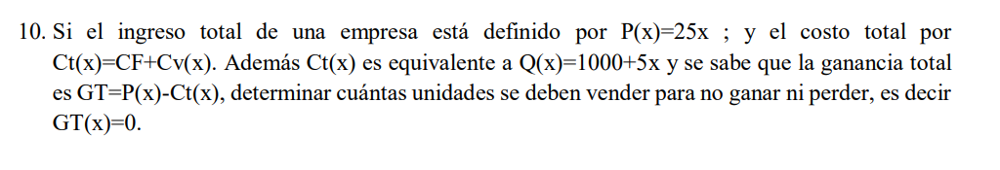 10. Si el ingreso total de una empresa está definido por P(x)=25x ; y el costo total por
Ct(x)=CF+Cv(x). Además Ct(x) es equivalente a Q(x)=1000+5x y se sabe que la ganancia total
es GT=P(x)-Ct(x), determinar cuántas unidades se deben vender para no ganar ni perder, es decir
GT(x)=0.